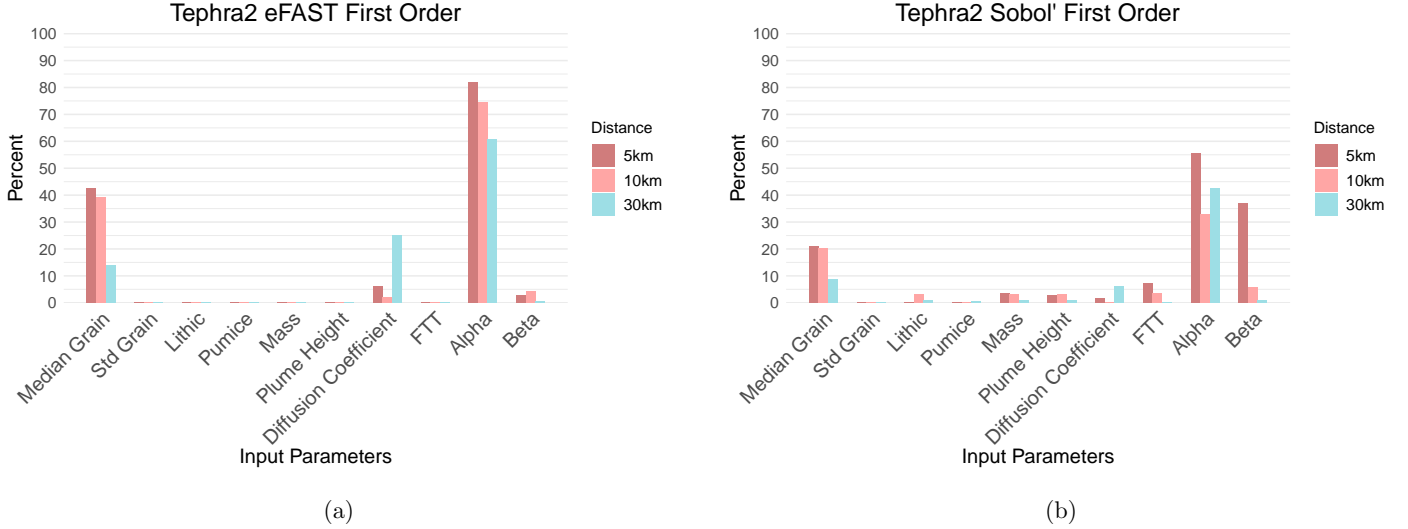 Tephra2 eFAST First Order
100
90
80
70
60
50
40
30
20
10
0
Percent
Median Grain
Std Grain
Lithic
Pumice
Mass
Plume Height
Diffusion Coefficient
FTT
Alpha
Beta
Input Parameters
Distance
5km
10km
30km
(a)
Tephra2 Sobol' First Order
100
90
80
70
60
50
40
30
20
10
0
Percent
Median Grain
Std Grain
Lithic
Pumice
Mass
Plume Height
Diffusion Coefficient
FTT
Alpha
Beta
Input Parameters
Distance
5km
10km
30km
(b)